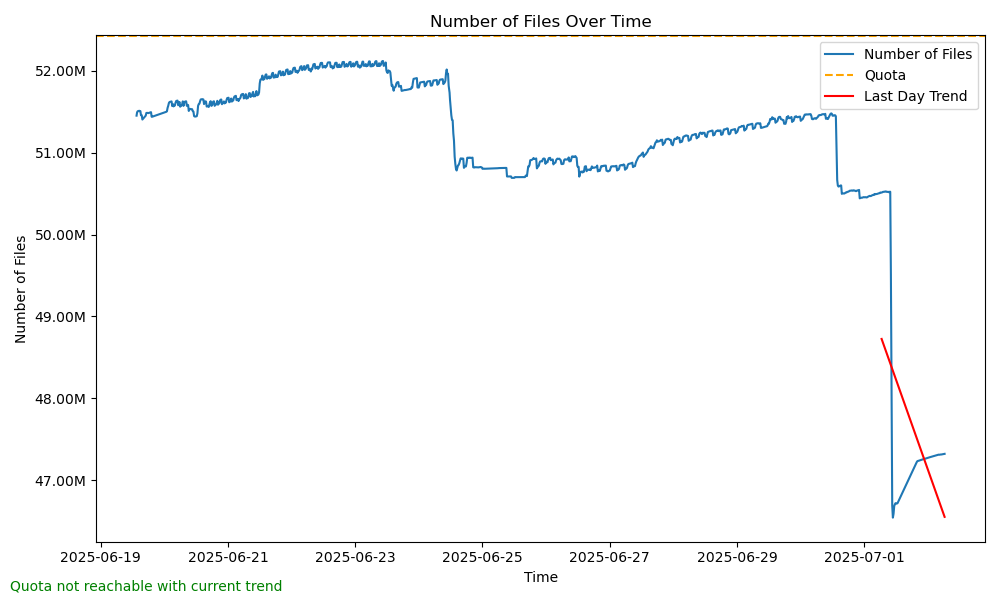 Number of Files Over Time
Number of Files
Quota
Last Day Trend
52.00M
51.00M
50.00M
49.00M
48.00M
47.00M
Number of Files
2025-06-19
2025-06-21
2025-06-23
2025-06-25
2025-06-27
2025-06-29
2025-07-01
Time
Quota not reachable with current trend